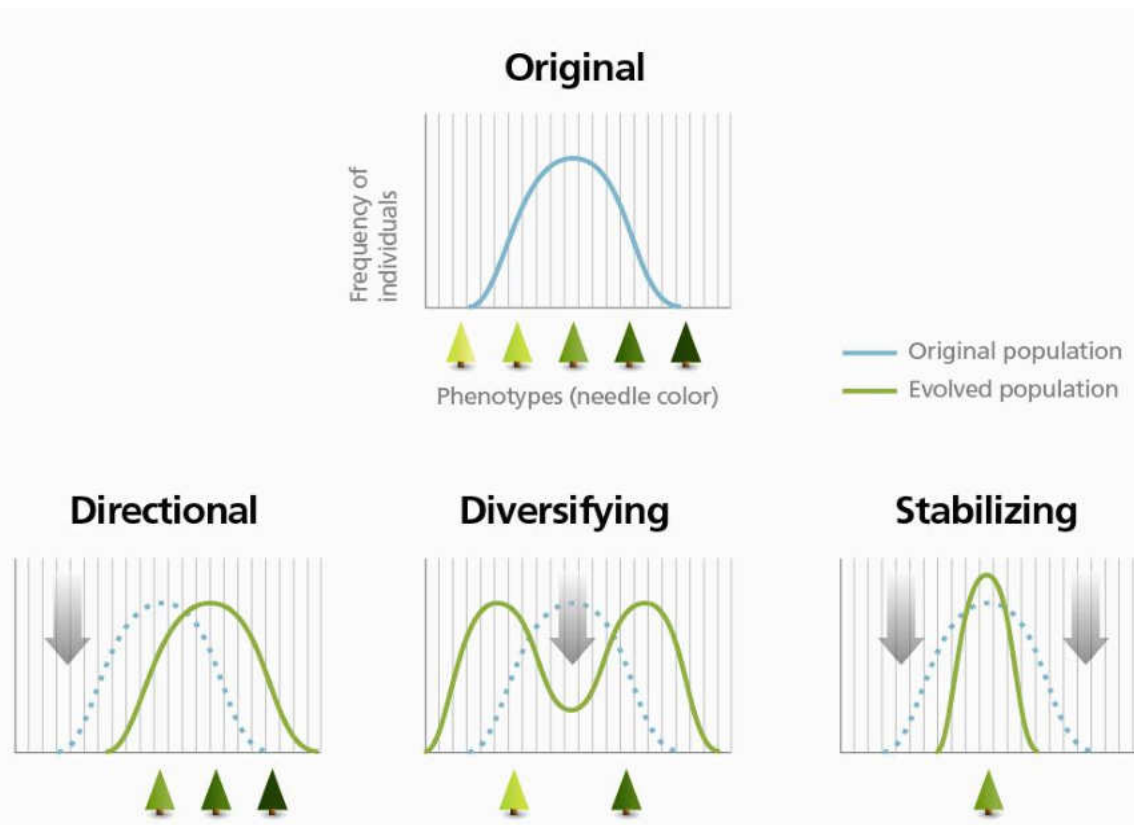 Original
Frequency of
individuals
Phenotypes (needle color)
Original population
Evolved population
Directional
Diversifying
Stabilizing